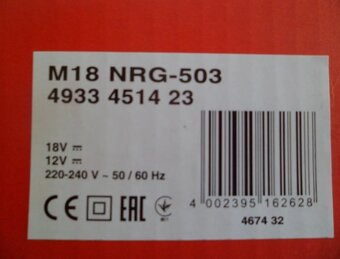 M18 NRG-503
4933 4514 23
18V ⎓
12V ⎓
220-240 V ~ 50 / 60 Hz
CE EAC
4 002395 162628
4674 32